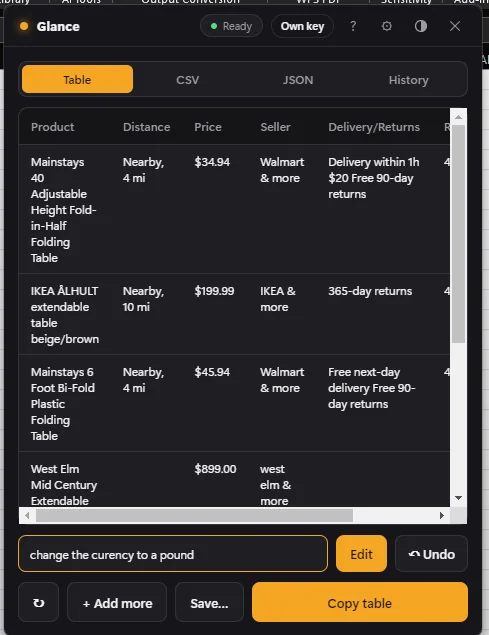 Glance
Ready
Own key
?
Table
CSV
JSON
History
Product Distance Price Seller Delivery/Returns
Mainstays Nearby, $34.94 Walmart Delivery within 1h 4
40 4 mi & more $20 Free 90-day
Adjustable returns
Height Fold-
in-Half
Folding
Table
IKEA ÅLHULT Nearby, $199.99 IKEA & 365-day returns 4
extendable 10 mi more
table
beige/brown
Mainstays 6 Nearby, $45.94 Walmart Free next-day 4
Foot Bi-Fold 4 mi & more delivery Free 90-
Plastic day returns
Folding
Table
West Elm $899.00 west
Mid Century elm &
Extendable more
change the curency to a pound
Edit
Undo
+ Add more
Save...
Copy table